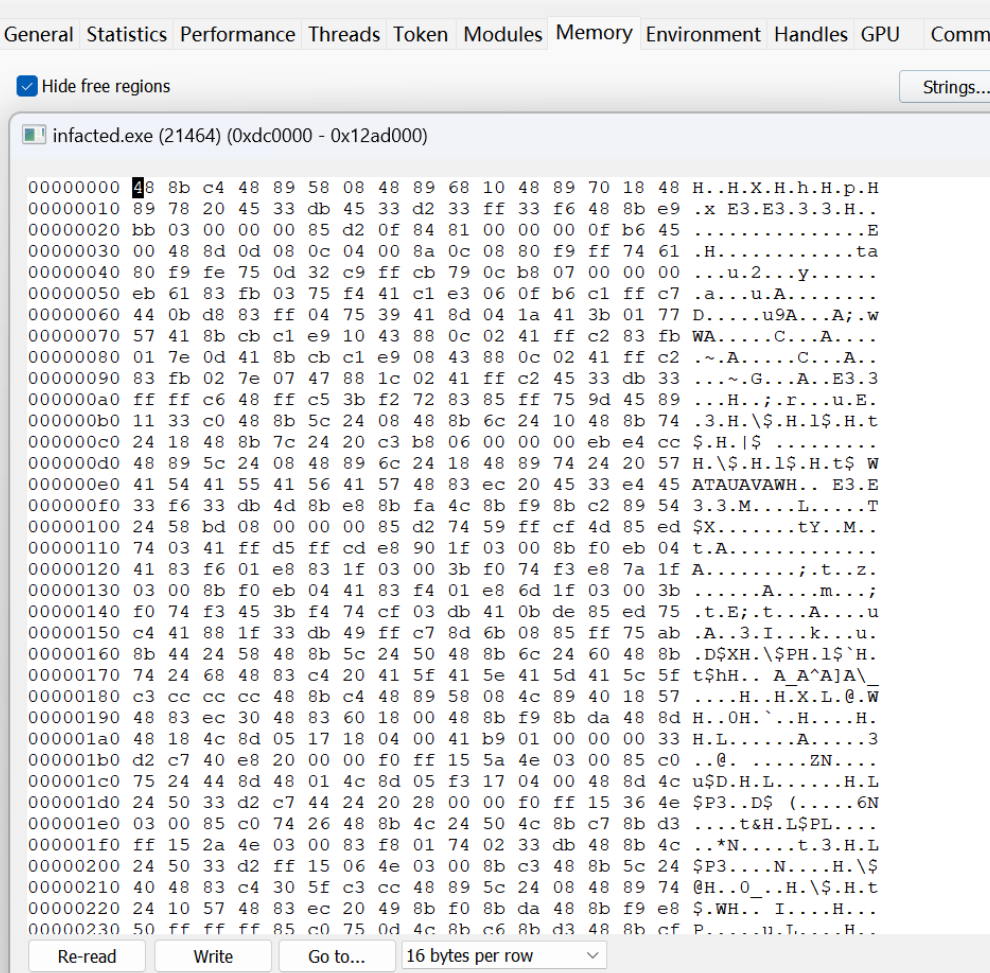 General Statistics Performance Threads Token Modules Memory Environment Handles GPU Comm
Hide free regions
Strings...
infacted.exe (21464) (0xdc0000 - 0x12ad000)
00000000 48 8b c4 48 89 58 08 48 89 68 10 48 89 70 18 48 H..H.X.H.h.H.p.H
00000010 89 78 20 45 33 db 45 33 d2 33 ff 33 f6 48 8b e9 .x E3.E3.3.3.H..
00000020 bb 03 00 00 00 85 d2 0f 84 81 00 00 00 0f b6 45 ...............E
00000030 00 48 8d 0d 08 0c 04 00 8a 0c 08 80 f9 ff 74 61 .H............ta
00000040 80 f9 fe 75 0d 32 c9 ff cb 79 0c b8 07 00 00 00 ...u.2...y......
00000050 eb 61 83 fb 03 75 f4 41 c1 e3 06 0f b6 c1 ff c7 .a...u.A........
00000060 44 0b d8 83 ff 04 75 39 41 8d 04 1a 41 3b 01 77 D.....u9A...A;.w
00000070 57 41 8b cb c1 e9 10 43 88 0c 02 41 ff c2 83 fb WA.....C...A....
00000080 01 7e 0d 41 8b cb c1 e9 08 43 88 0c 02 41 ff c2 .~.A.....C...A..
00000090 83 fb 02 7e 07 47 88 1c 02 41 ff c2 45 33 db 33 ...~.G...A..E3.3
000000a0 ff ff c6 48 ff c5 3b f2 72 83 85 ff 75 9d 45 89 ...H..;.r...u.E.
000000b0 11 33 c0 48 8b 5c 24 08 48 8b 6c 24 10 48 8b 74 .3.H.\$.H.l$.H.t
000000c0 24 18 48 8b 7c 24 20 c3 b8 06 00 00 00 eb e4 cc $.H.|$ .........
000000d0 48 89 5c 24 08 48 89 6c 24 18 48 89 74 24 20 57 H.\$.H.l$.H.t$ W
000000e0 41 54 41 55 41 56 41 57 48 83 ec 20 45 33 e4 45 ATAUAVAWH.. E3.E
000000f0 33 f6 33 db 4d 8b e8 8b fa 4c 8b f9 8b c2 89 54 3.3.M....L.....T
00000100 24 58 bd 08 00 00 00 85 d2 74 59 ff cf 4d 85 ed $X.......tY..M..
00000110 74 03 41 ff d5 ff cd e8 90 1f 03 00 8b f0 eb 04 t.A.............
00000120 41 83 f6 01 e8 83 1f 03 00 3b f0 74 f3 e8 7a 1f A........;.t..z.
00000130 03 00 8b f0 eb 04 41 83 f4 01 e8 6d 1f 03 00 3b ......A....m...;
00000140 f0 74 f3 45 3b f4 74 cf 03 db 41 0b de 85 ed 75 .t.E;.t...A....u
00000150 c4 41 88 1f 33 db 49 ff c7 8d 6b 08 85 ff 75 ab .A..3.I...k...u.
00000160 8b 44 24 58 48 8b 5c 24 50 48 8b 6c 24 60 48 8b .D$XH.\$PH.l$`H.
00000170 74 24 68 48 83 c4 20 41 5f 41 5e 41 5d 41 5c 5f t$hH.. A_A^A]A\_
00000180 c3 cc cc cc 48 8b c4 48 89 58 08 4c 89 40 18 57 ....H..H.X.L.@.W
00000190 48 83 ec 30 48 83 60 18 00 48 8b f9 8b da 48 8d H..0H.`..H....H.
000001a0 48 18 4c 8d 05 17 18 04 00 41 b9 01 00 00 00 33 H.L......A.....3
000001b0 d2 c7 40 e8 20 00 00 f0 ff 15 5a 4e 03 00 85 c0 ..@. .....ZN....
000001c0 75 24 44 8d 48 01 4c 8d 05 f3 17 04 00 48 8d 4c u$D.H.L......H.L
000001d0 24 50 33 d2 c7 44 24 20 28 00 00 f0 ff 15 36 4e $P3..D$ (.....6N
000001e0 03 00 85 c0 74 26 48 8b 4c 24 50 4c 8b c7 8b d3 ....t&H.L$PL....
000001f0 ff 15 2a 4e 03 00 83 f8 01 74 02 33 db 48 8b 4c ..*N.....t.3.H.L
00000200 24 50 33 d2 ff 15 06 4e 03 00 8b c3 48 8b 5c 24 $P3....N....H.\$
00000210 40 48 83 c4 30 5f c3 cc 48 89 5c 24 08 48 89 74 @H..0_..H.\$.H.t
00000220 24 10 57 48 83 ec 20 49 8b f0 8b da 48 8b f9 e8 $.WH.. I....H...
00000230 50 ff ff ff 85 c0 75 0d 4c 8b c6 8b d3 48 8b cf P.....u.L....H..
Re-read Write Go to... 16 bytes per row